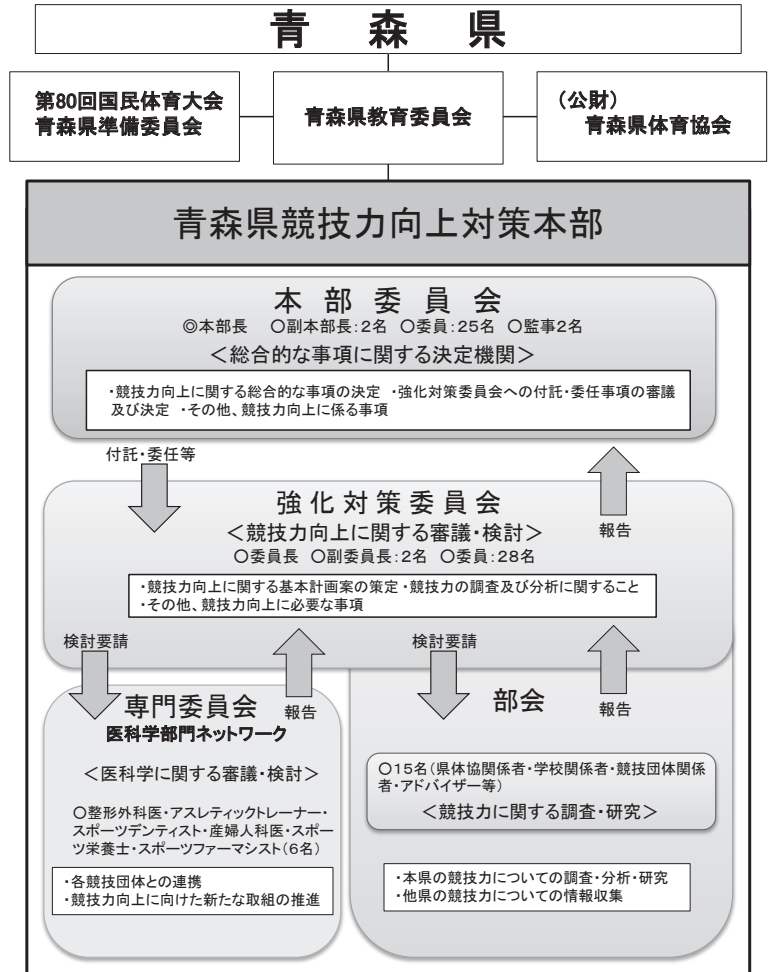 青森県
第80回国民体育大会
青森県準備委員会
青森県教育委員会
(公財)
青森県体育協会
青森県競技力向上対策本部
本部委員会
◎本部長 ○副本部長:2名 ○委員:25名 ○監事2名
<総合的な事項に関する決定機関>
・競技力向上に関する総合的な事項の決定 ・強化対策委員会への付託・委任事項の審議
及び決定 ・その他、競技力向上に係る事項
付託・委任等
報告
強化対策委員会
<競技力向上に関する審議・検討>
○委員長 ○副委員長:2名 ○委員:28名
・競技力向上に関する基本計画案の策定・競技力の調査及び分析に関すること
・その他、競技力向上に必要な事項
検討要請
報告
検討要請
報告
専門委員会
医科学部門ネットワーク
<医科学に関する審議・検討>
○整形外科医・アスレティックトレーナー・
スポーツデンティスト・産婦人科医・スポー
ツ栄養士・スポーツファーマシスト(6名)
・各競技団体との連携
・競技力向上に向けた新たな取組の推進
部会
○15名(県体協関係者・学校関係者・競技団体関係
者・アドバイザー等)
<競技力に関する調査・研究>
・本県の競技力についての調査・分析・研究
・他県の競技力についての情報収集